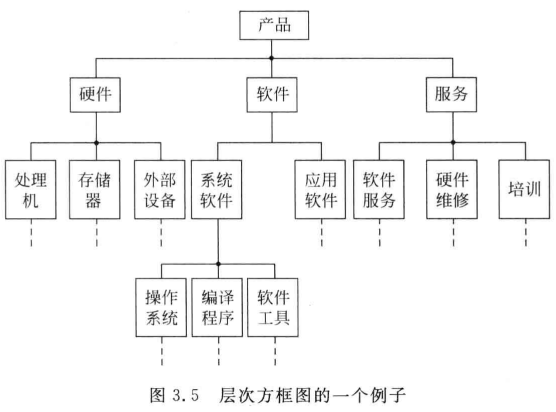 产品
硬件
软件
服务
处理
机
存储
器
外部
设备
系统
软件
应用
软件
软件
服务
硬件
维修
培训
操作
系统
编译
程序
软件
工具
图 3.5 层次方框图的一个例子